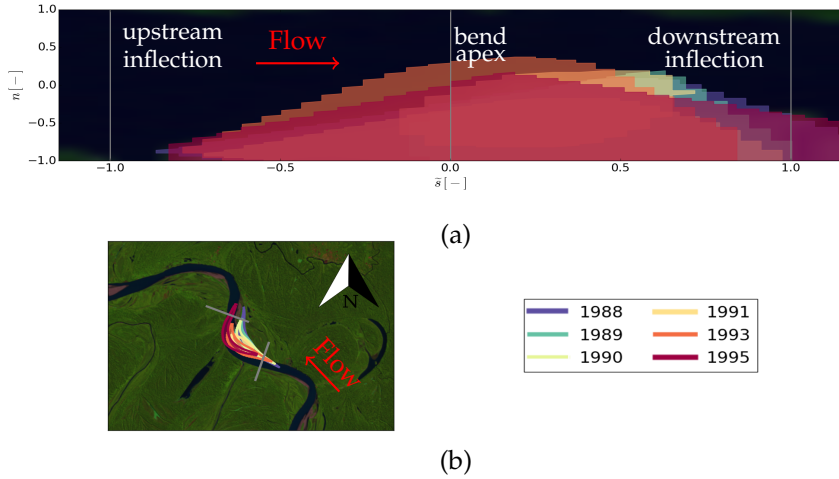 1.0
0.5
0.0
−0.5
−1.0
n [−]
upstream
inflection
Flow
bend
apex
downstream
inflection
−1.0
−0.5
0.0
0.5
1.0
s̃ [−]
(a)
N
Flow
1988
1989
1990
1991
1993
1995
(b)